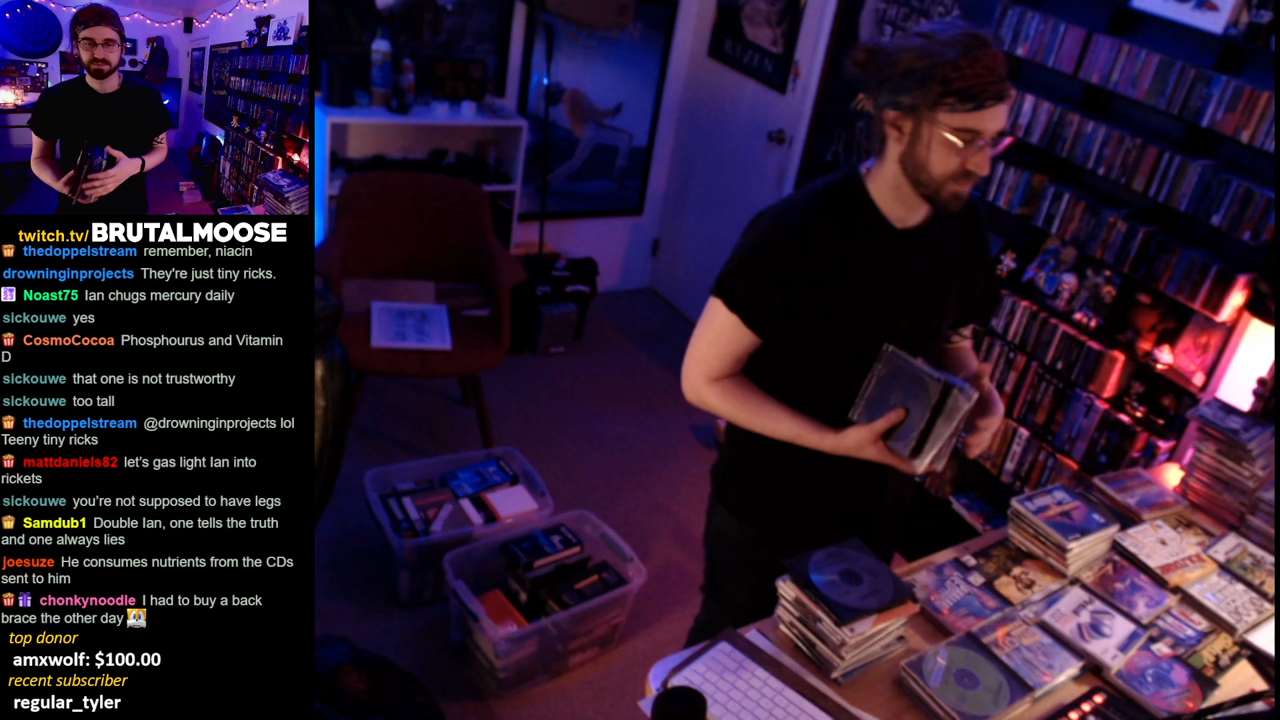 twitch.tv/BRUTALMOOSE
thedoppelstream remember, niacin
drowninginprojects They're just tiny ricks.
Noast75 Ian chugs mercury daily
sickouwe yes
CosmoCocoa Phosphourus and Vitamin
D
sickouwe that one is not trustworthy
sickouwe too tall
thedoppelstream @drowninginprojects lol
Teeny tiny ricks
mattdaniels82 let's gas light Ian into
rickets
sickouwe you're not supposed to have legs
Samdub1 Double Ian, one tells the truth
and one always lies
joesuze He consumes nutrients from the CDs
sent to him
chonkynoodle I had to buy a back
brace the other day
top donor
amxwolf: $100.00
recent subscriber
regular_tyler